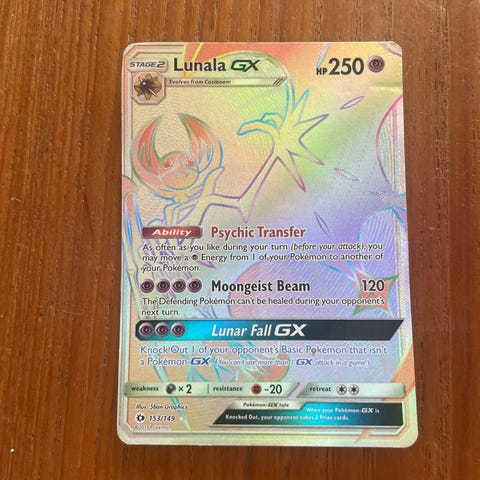 STAGE 2 Lunala GX HP 250
Evolves from Cosmoem
Ability Psychic Transfer
As often as you like during your turn (before your attack), you
may move a Energy from 1 of your Pokémon to another of
your Pokémon.
Moongeist Beam 120
The Defending Pokémon can't be healed during your opponent's
next turn.
Lunar Fall GX
Knock Out 1 of your opponent's Basic Pokémon that isn't
a Pokémon-GX. (You can't use more than 1 GX attack in a game.)
weakness ×2 resistance -20 retreat
Illus. 5ban Graphics
Pokémon-GX rule
When your Pokémon-GX is
Knocked Out, your opponent takes 2 Prize cards.
153/149